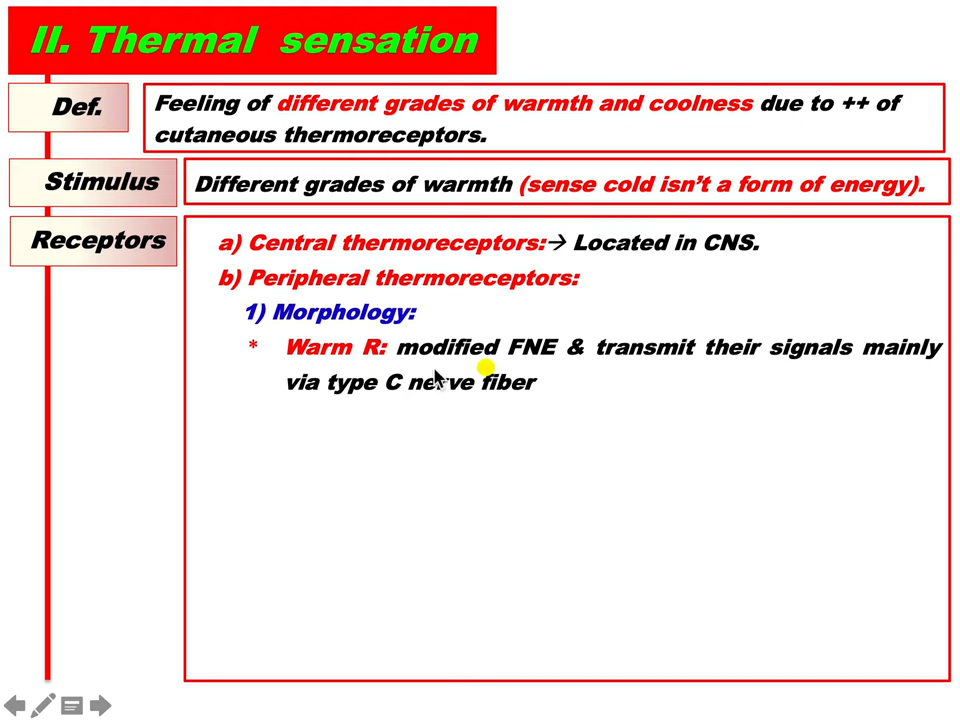 II. Thermal sensation
Def.
Feeling of different grades of warmth and coolness due to ++ of
cutaneous thermoreceptors.
Stimulus
Different grades of warmth (sense cold isn't a form of energy).
Receptors
a) Central thermoreceptors:→ Located in CNS.
b) Peripheral thermoreceptors:
1) Morphology:
* Warm R: modified FNE & transmit their signals mainly
via type C nerve fiber